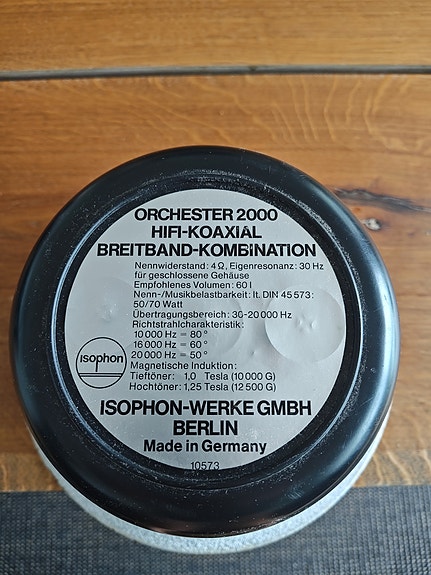 ORCHESTER 2000
HIFI-KOAXIAL
BREITBAND-KOMBINATION
Nennwiderstand: 4 Ω, Eigenresonanz: 30 Hz
für geschlossene Gehäuse
Empfohlenes Volumen: 60 l
Nenn-/Musikbelastbarkeit: lt. DIN 45 573:
50/70 Watt
Übertragungsbereich: 30-20 000 Hz
Richtstrahlcharakteristik:
10 000 Hz = 80°
16 000 Hz = 60°
20 000 Hz = 50°
Magnetische Induktion:
Tieftöner: 1,0 Tesla (10 000 G)
Hochtöner: 1,25 Tesla (12 500 G)
isophon
ISOPHON-WERKE GMBH
BERLIN
Made in Germany
10573